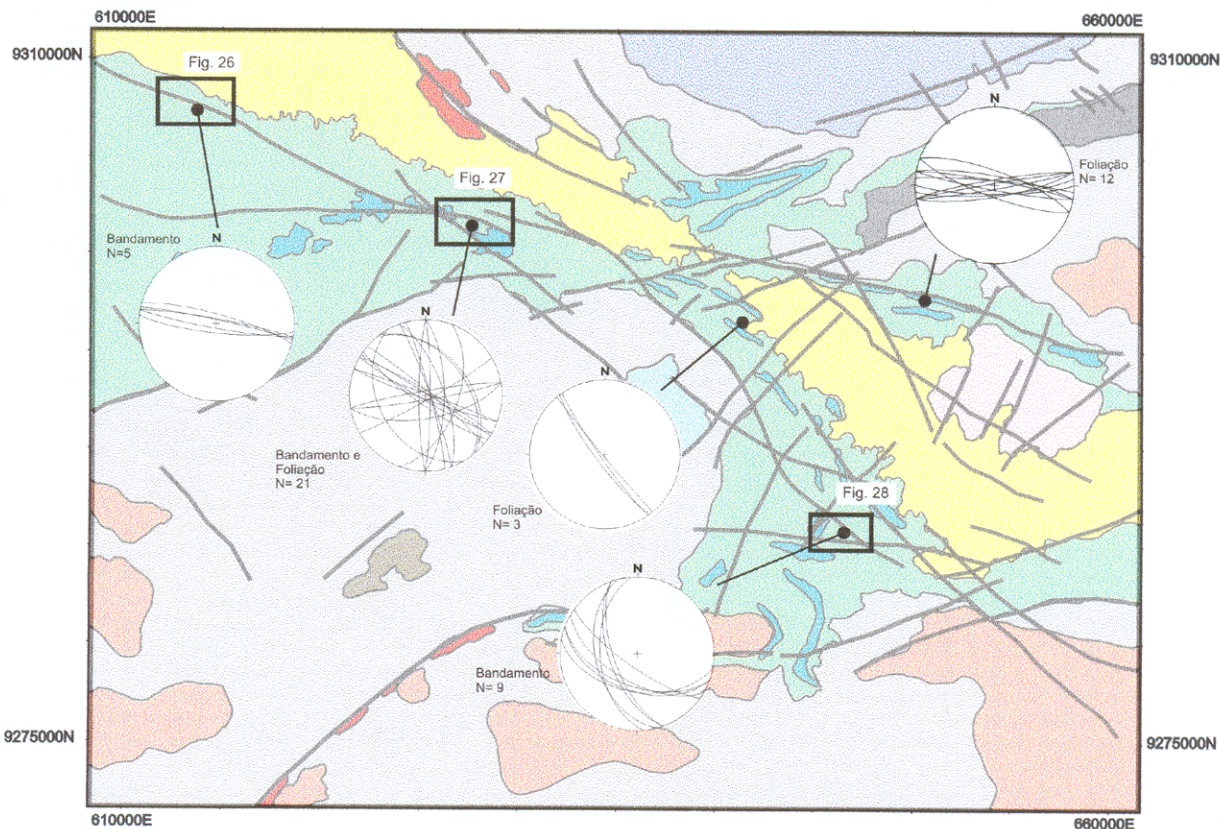 610000E
660000E
9310000N
9310000N
Fig. 26
N
Foliação
N= 12
Fig. 27
Bandamento
N=5
N
N
Bandamento e
Foliação
N= 21
N
Foliação
N= 3
Fig. 28
N
Bandamento
N= 9
9275000N
9275000N
610000E
660000E